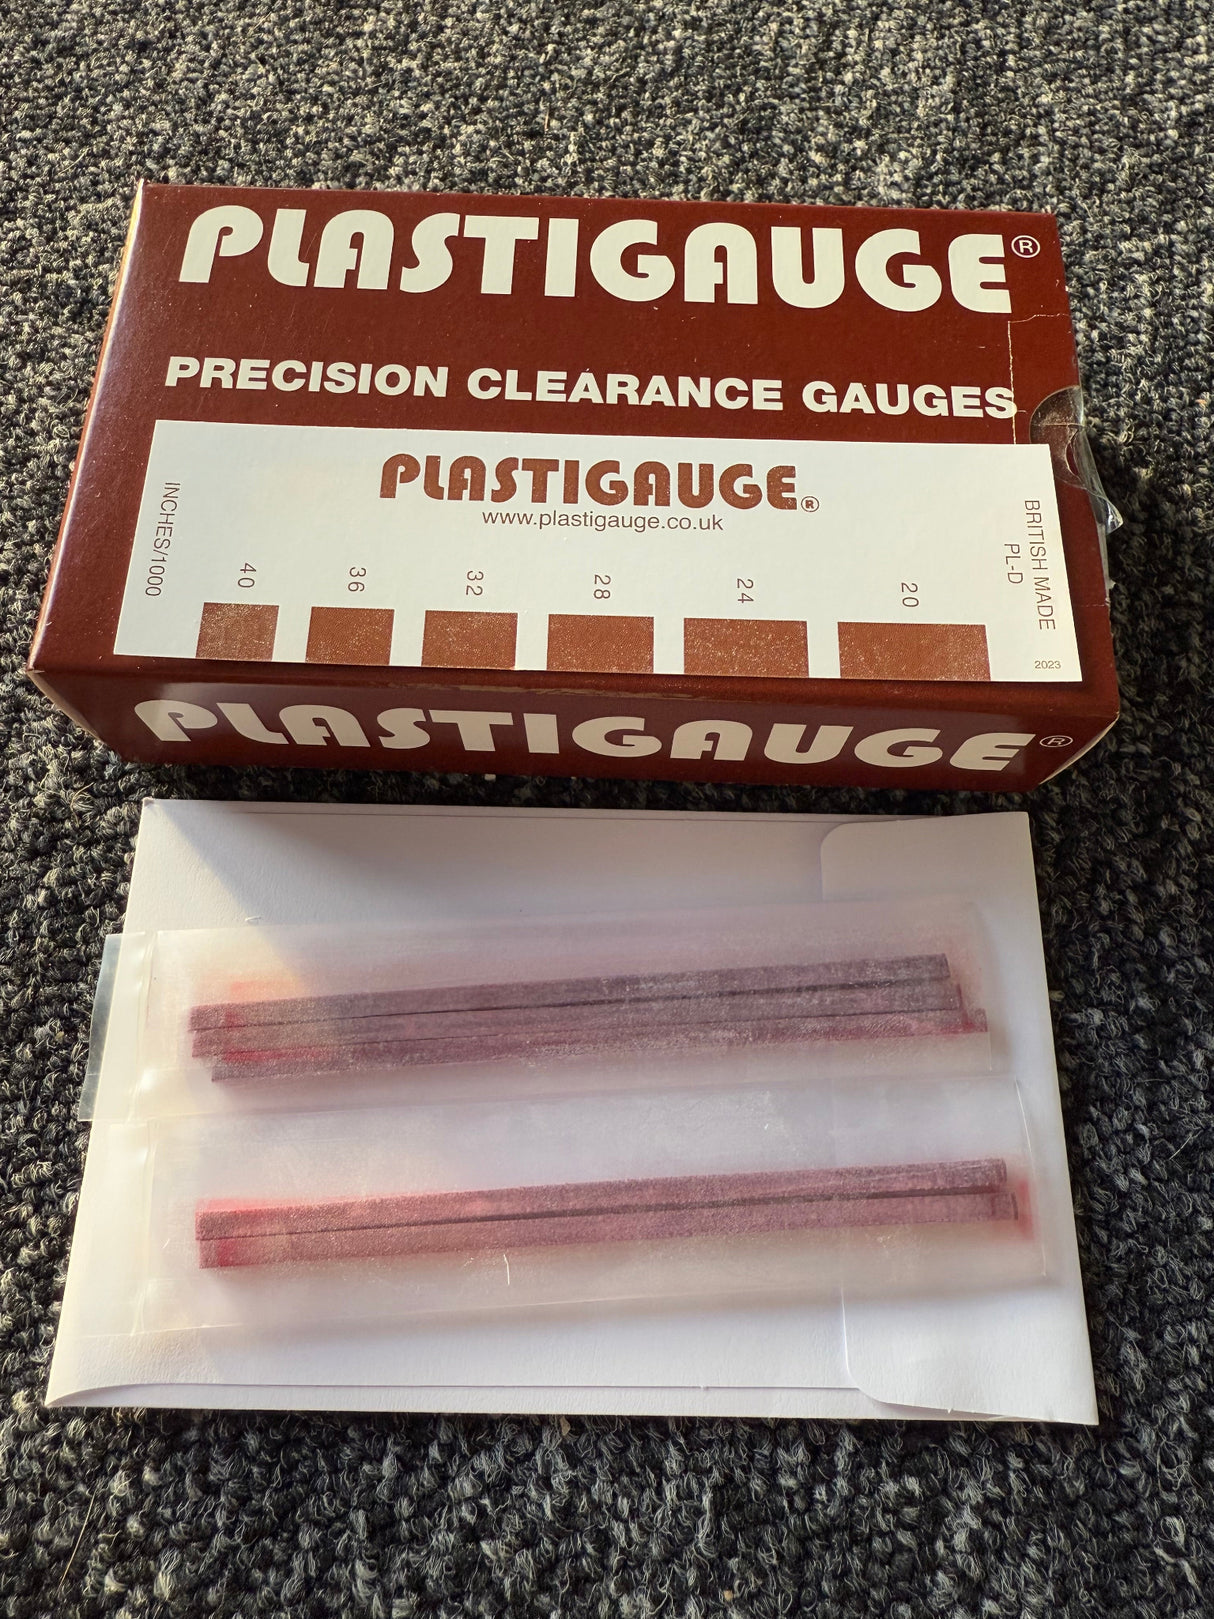 PLASTIGAUGE®
PRECISION CLEARANCE GAUGES
PLASTIGAUGE®
www.plastigauge.co.uk
INCHES/1000
40
36
32
28
24
20
BRITISH MADE
PL-D
2023
PLASTIGAUGE®